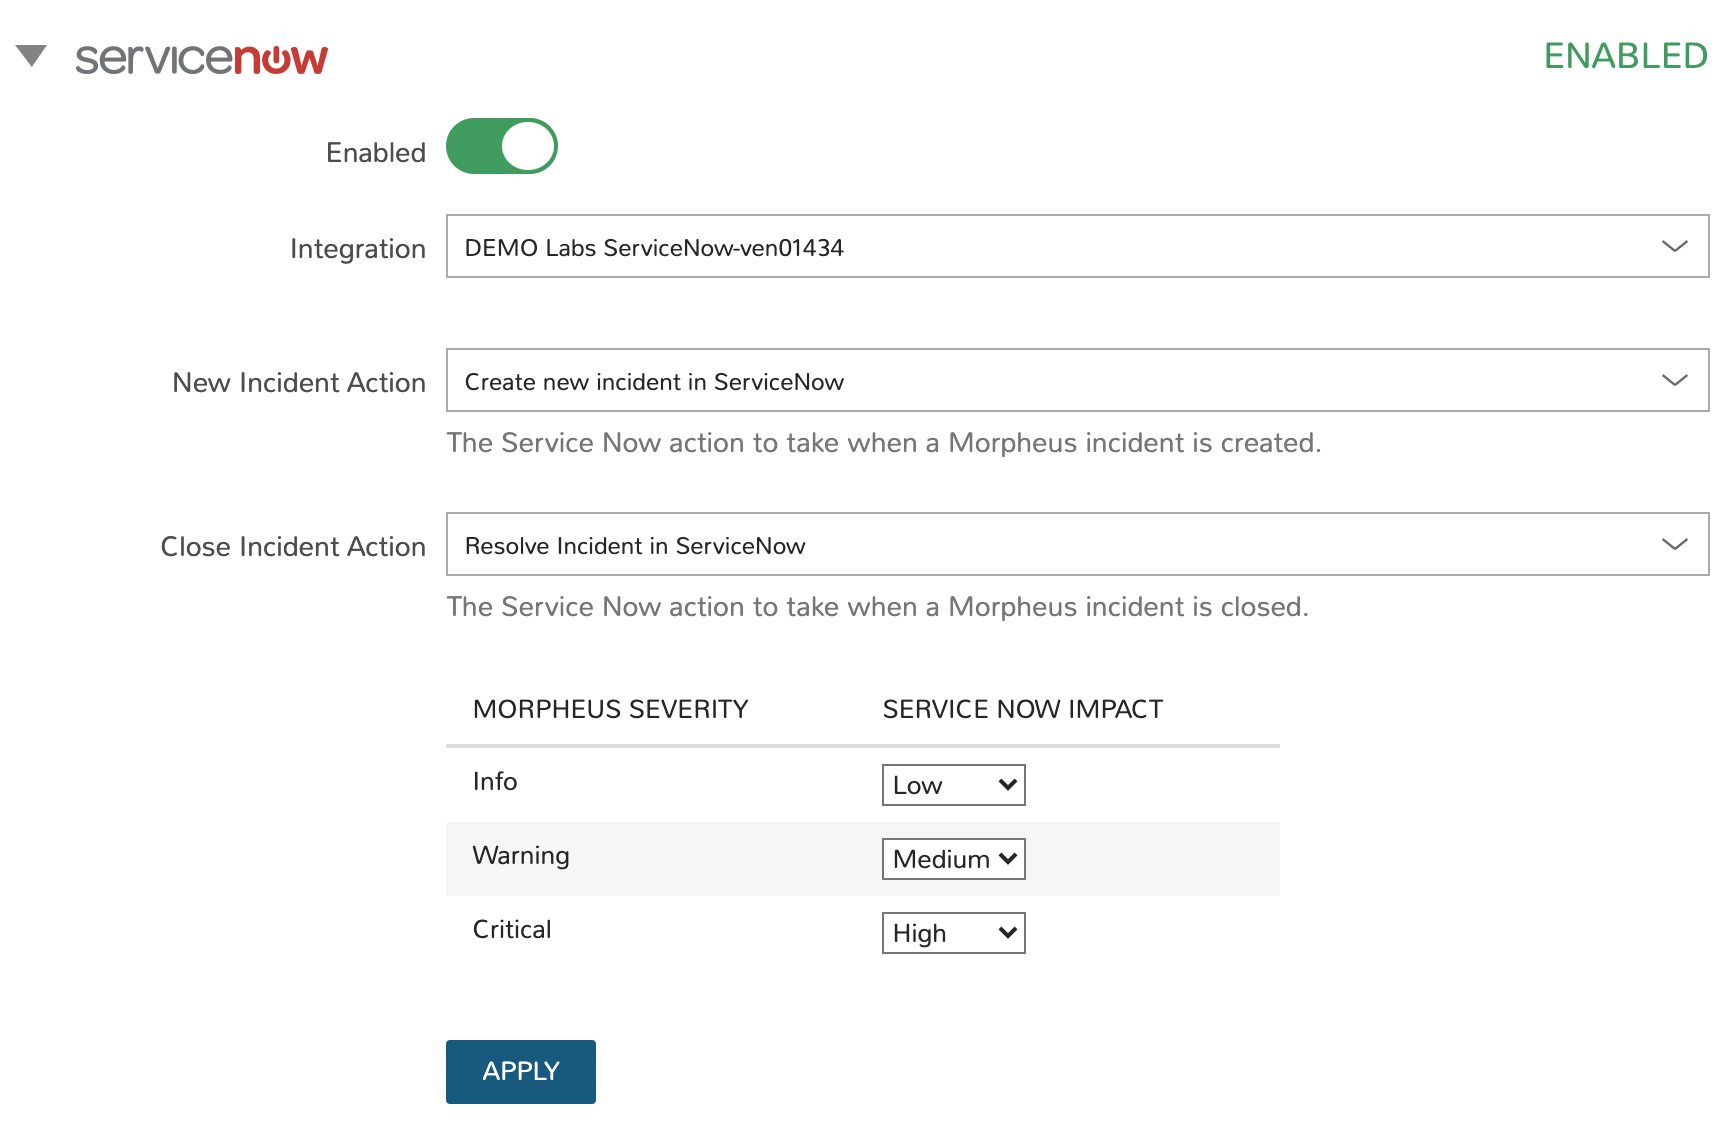 servicenow ENABLED
Enabled
Integration DEMO Labs ServiceNow-ven01434
New Incident Action Create new incident in ServiceNow
The Service Now action to take when a Morpheus incident is created.
Close Incident Action Resolve Incident in ServiceNow
The Service Now action to take when a Morpheus incident is closed.
MORPHEUS SEVERITY SERVICE NOW IMPACT
Info Low
Warning Medium
Critical High
APPLY